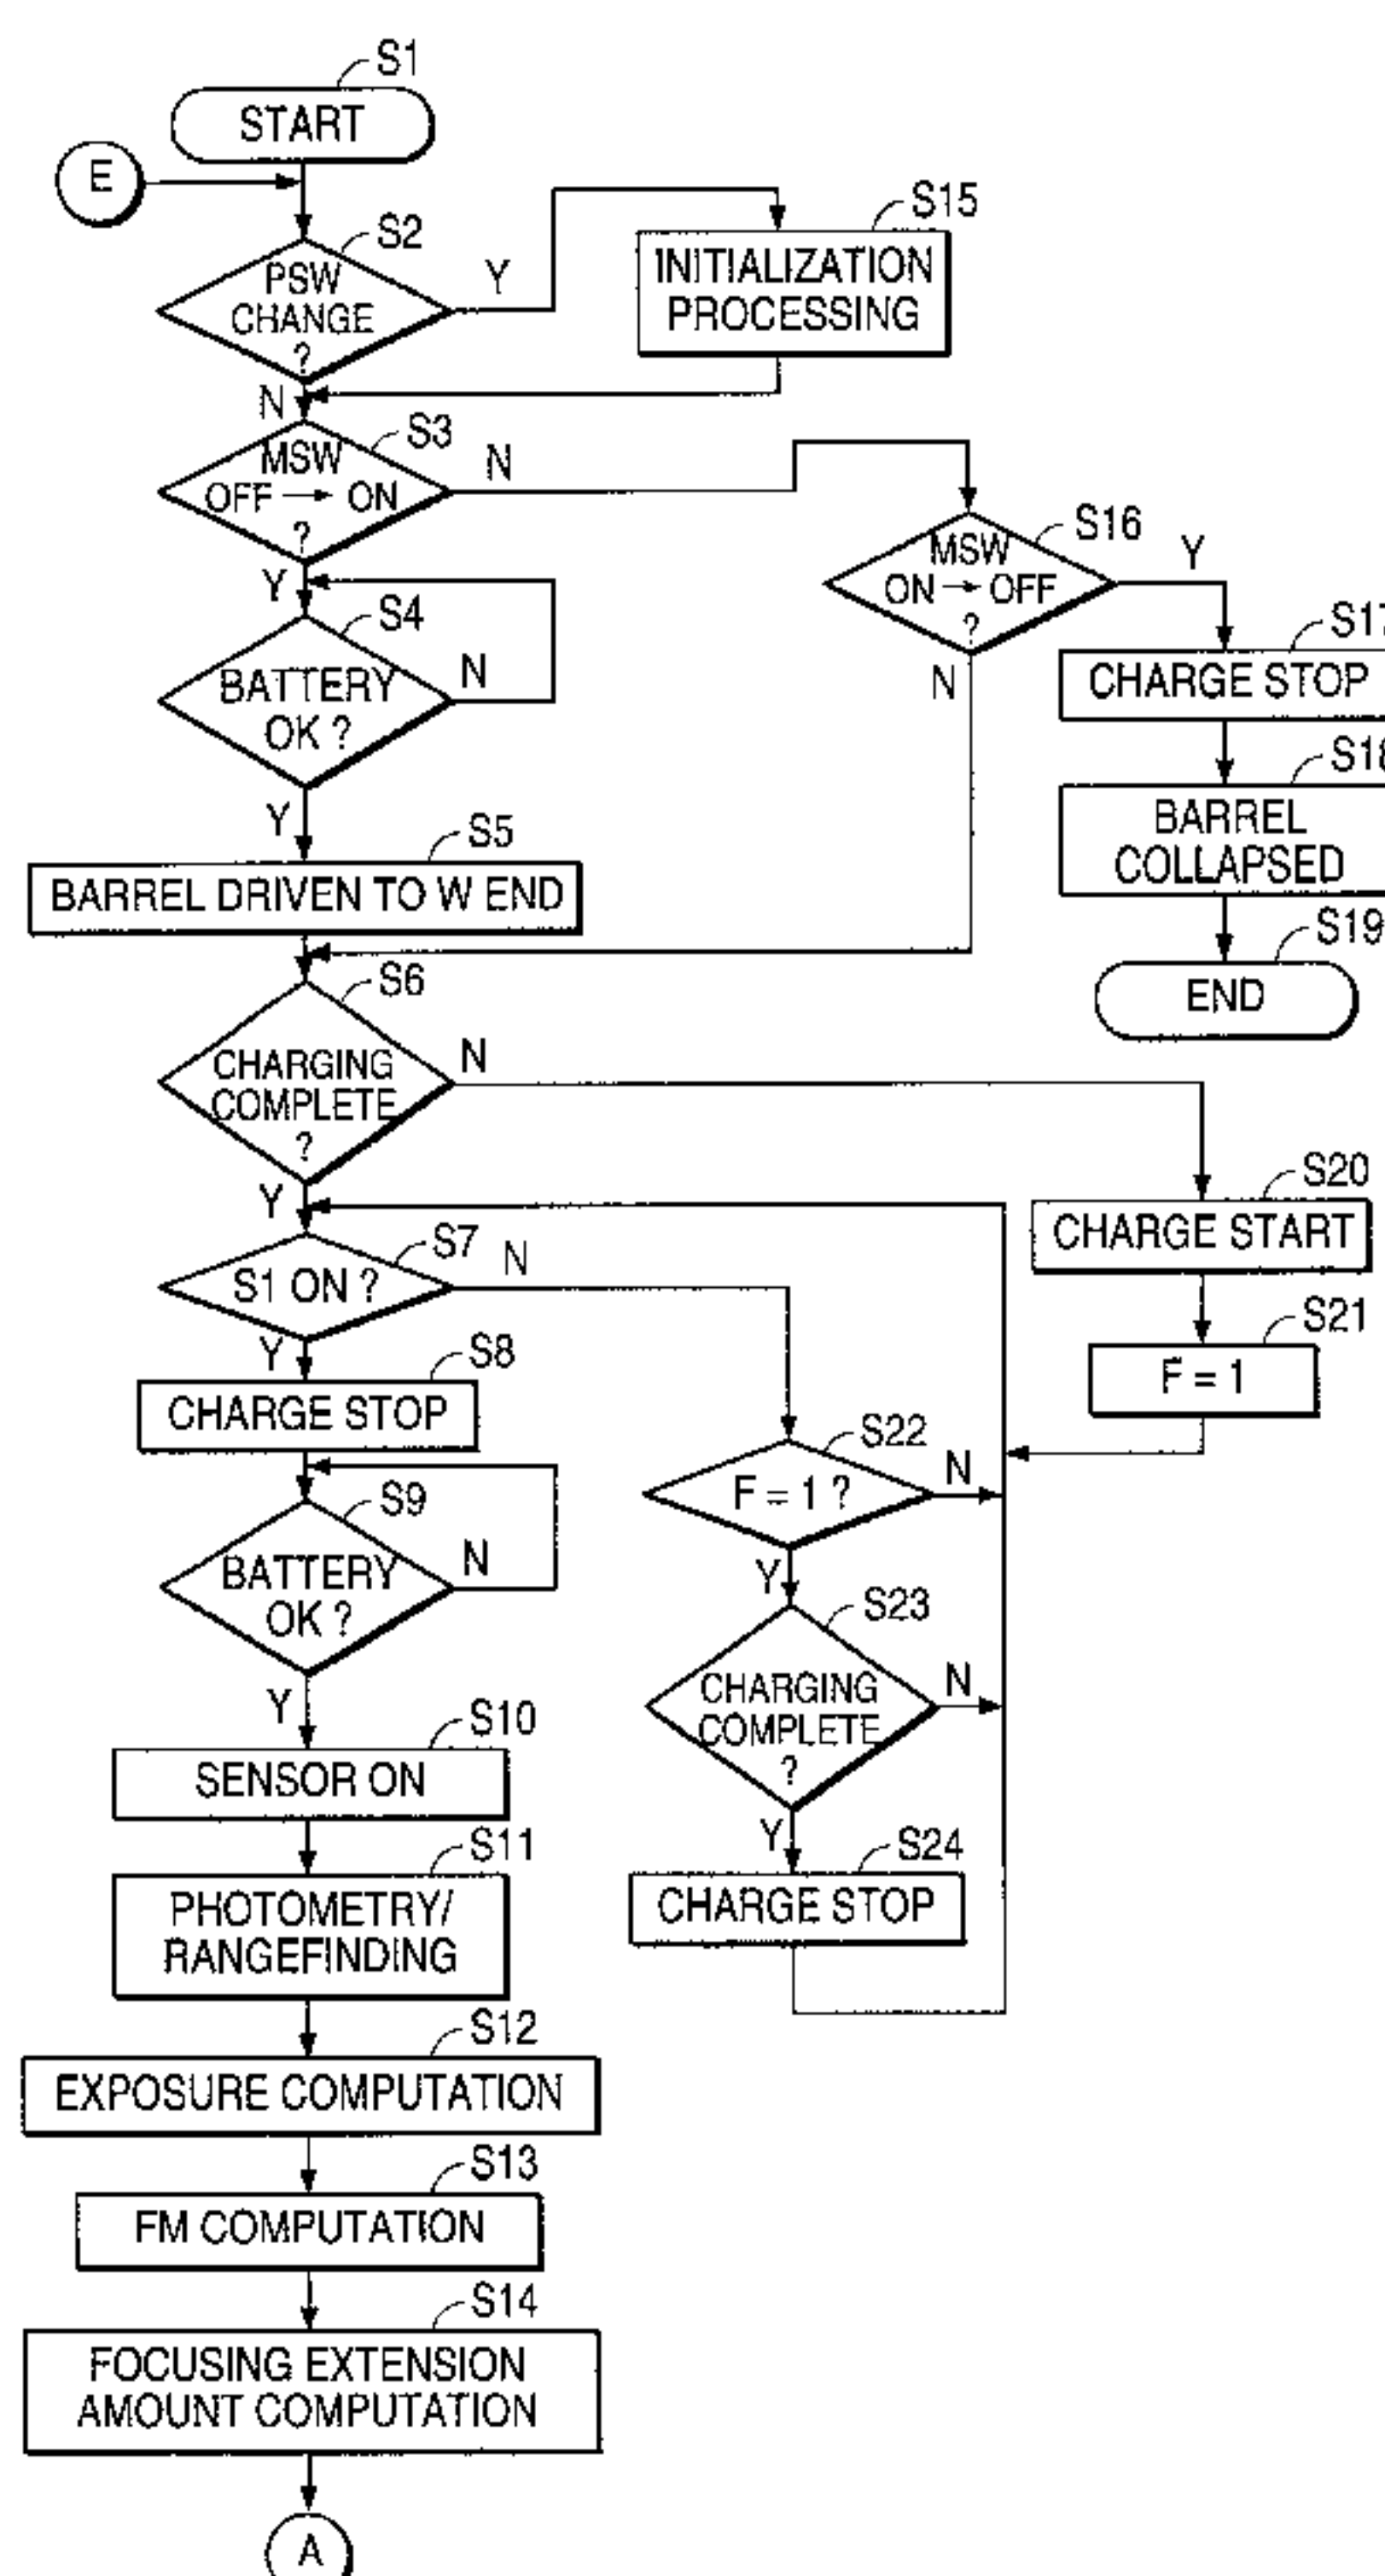 S1
START
E
S2
PSW
CHANGE
?
Y
N
S15
INITIALIZATION
PROCESSING
S3
MSW
OFF → ON
?
N
Y
S16
MSW
ON → OFF
?
Y
N
S4
BATTERY
OK ?
N
Y
S17
CHARGE STOP
S18
BARREL
COLLAPSED
S19
END
S5
BARREL DRIVEN TO W END
S6
CHARGING
COMPLETE
?
N
Y
S20
CHARGE START
S21
F = 1
S7
S1 ON ?
N
Y
S8
CHARGE STOP
S22
F = 1 ?
N
Y
S9
BATTERY
OK ?
N
Y
S23
CHARGING
COMPLETE
?
N
Y
S24
CHARGE STOP
S10
SENSOR ON
S11
PHOTOMETRY/
RANGEFINDING
S12
EXPOSURE COMPUTATION
S13
FM COMPUTATION
S14
FOCUSING EXTENSION
AMOUNT COMPUTATION
A